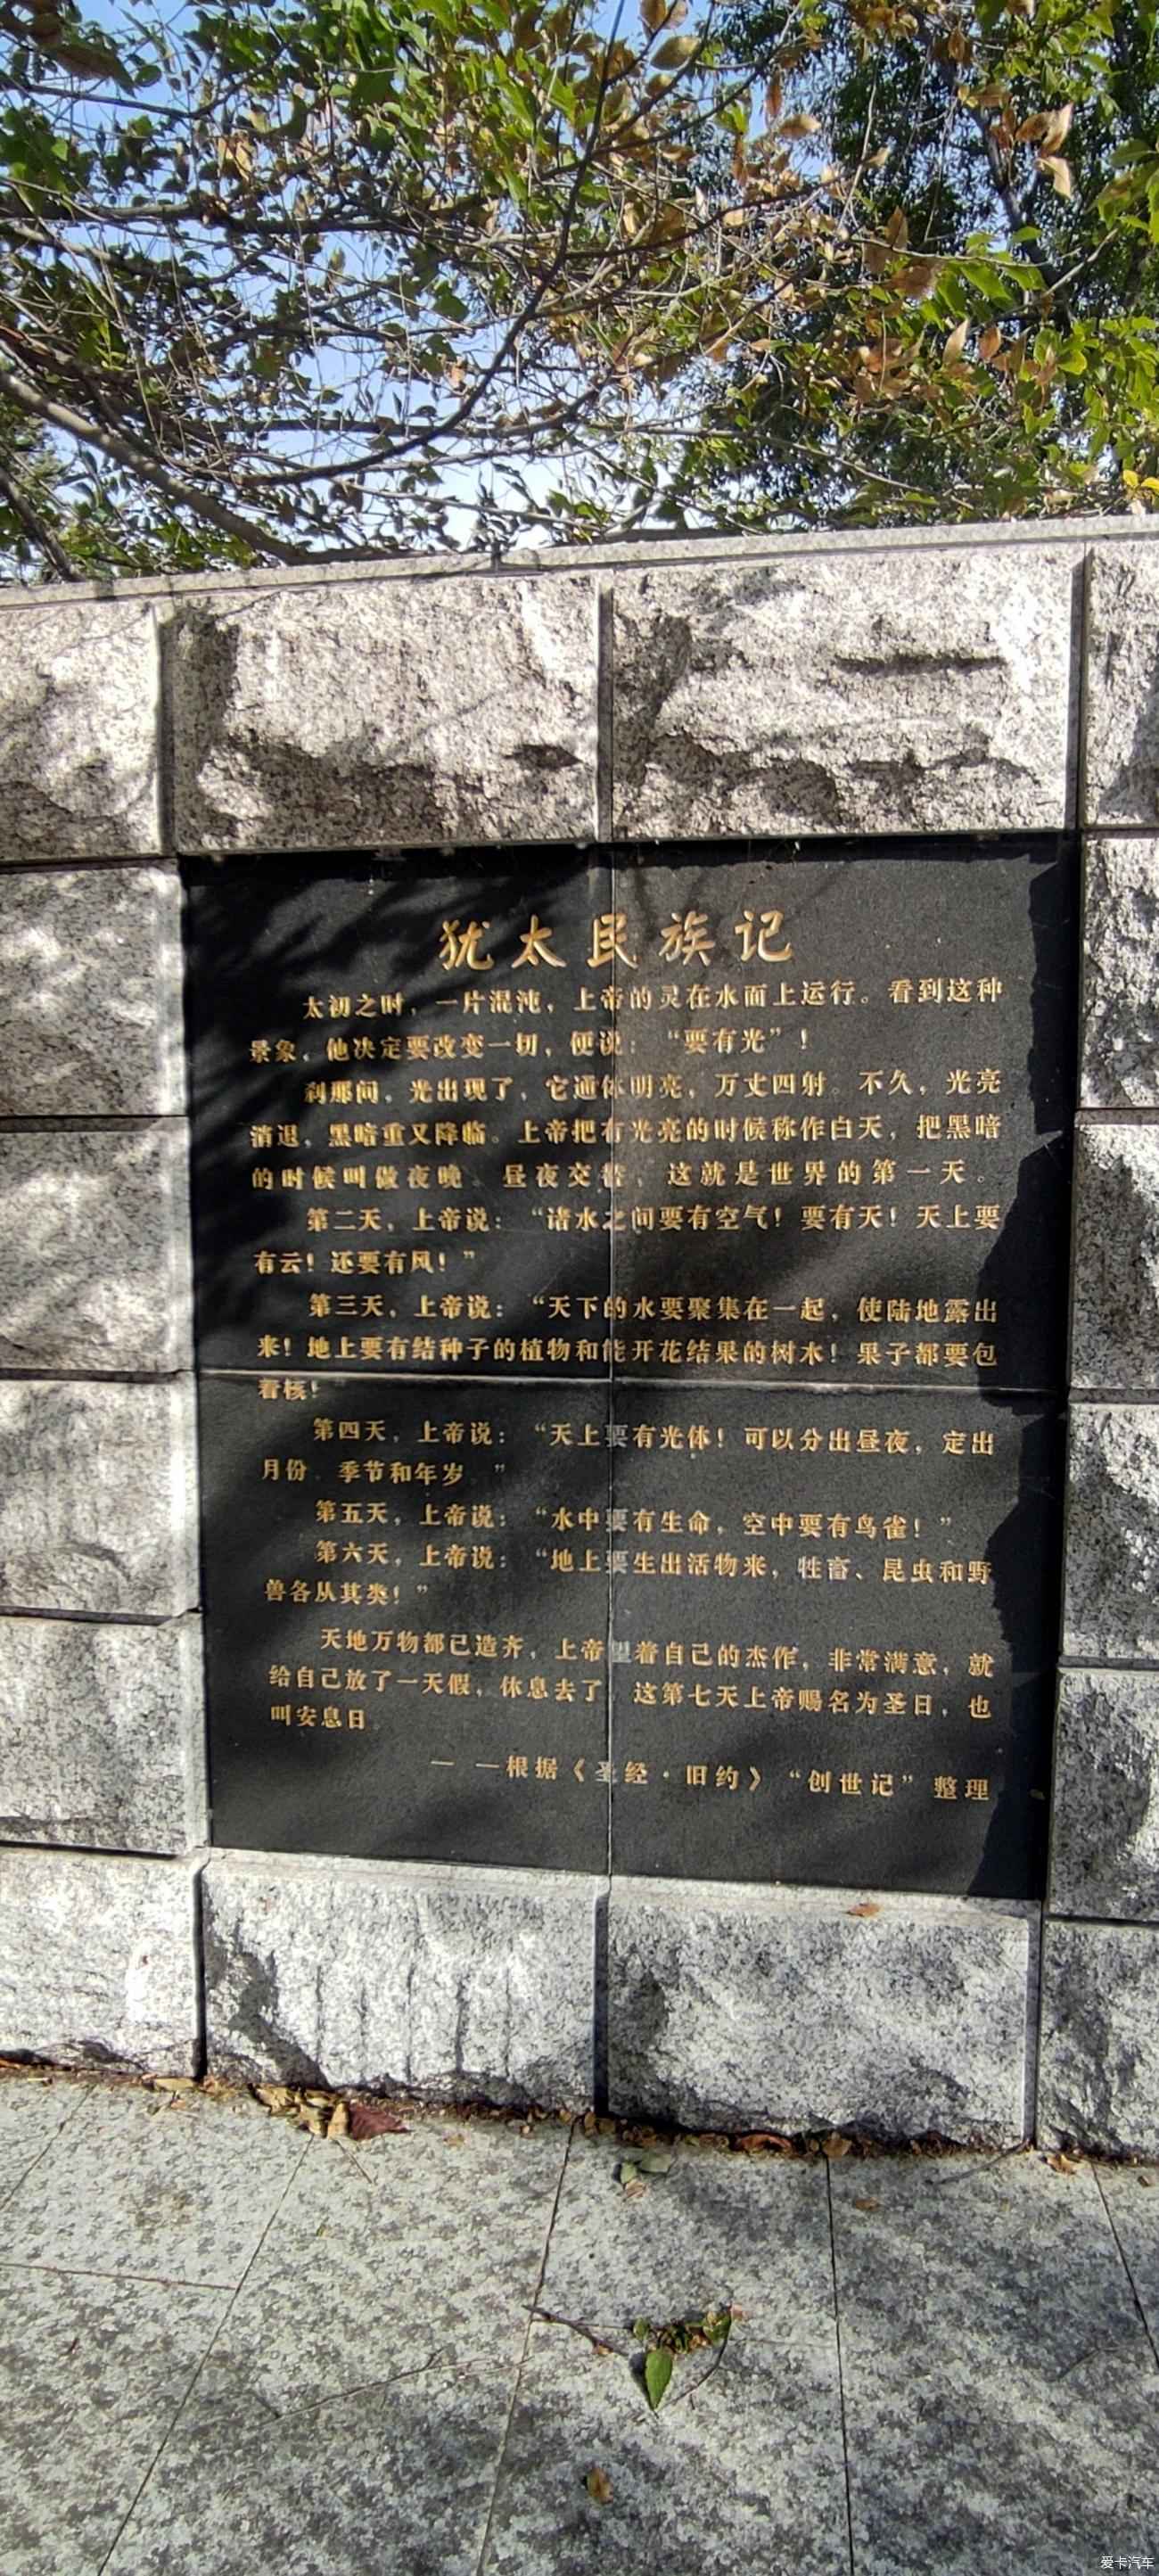 犹太民族记
太初之时，一片混沌，上帝的灵在水面上运行。看到这种
景象，他决定要改变一切，便说：“要有光”！
刹那间，光出现了，它通体明亮，万丈四射。不久，光亮
消退，黑暗重又降临。上帝把有光亮的时候称作白天，把黑暗
的时候叫做夜晚。昼夜交替，这就是世界的第一天。
第二天，上帝说：“诸水之间要有空气！要有天！天上要
有云！还要有风！”
第三天，上帝说：“天下的水要聚集在一起，使陆地露出
来！地上要有结种子的植物和能开花结果的树木！果子都要包
着核！”
第四天，上帝说：“天上要有光体！可以分出昼夜，定出
月份、季节和年岁。”
第五天，上帝说：“水中要有生命，空中要有鸟雀！”
第六天，上帝说：“地上要生出活物来，牲畜、昆虫和野
兽各从其类！”
天地万物都已造齐，上帝望着自己的杰作，非常满意，就
给自己放了一天假，休息去了。这第七天上帝赐名为圣日，也
叫安息日。
——根据《圣经·旧约》“创世记”整理
爱卡汽车